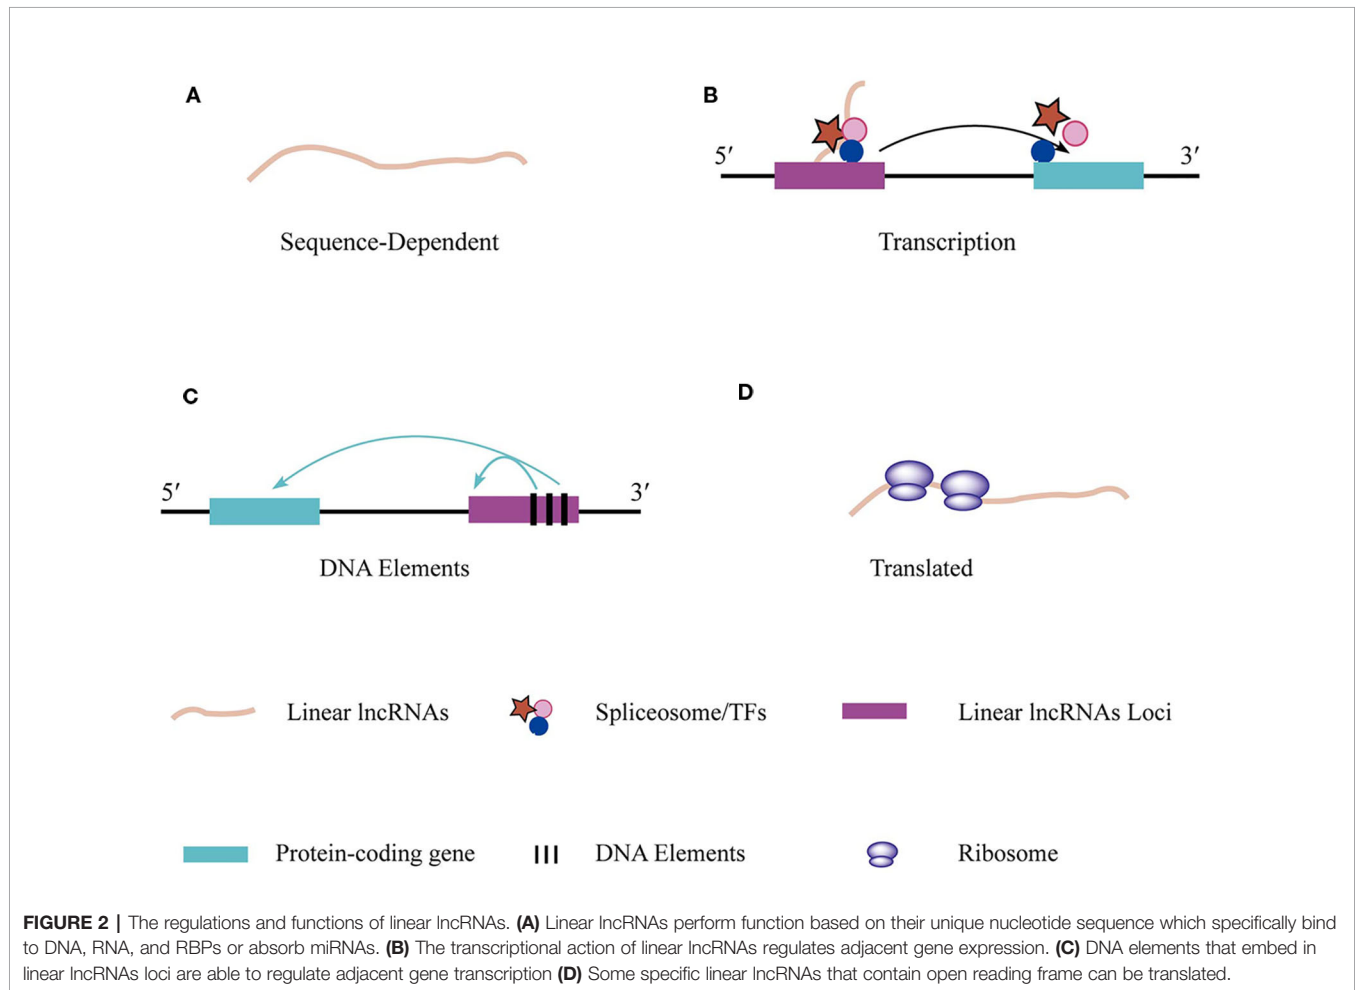 A
B
5′
3′
Sequence-Dependent
Transcription
C
D
5′
3′
DNA Elements
Translated
Linear lncRNAs
Spliceosome/TFs
Linear lncRNAs Loci
Protein-coding gene
DNA Elements
Ribosome
FIGURE 2 | The regulations and functions of linear lncRNAs. (A) Linear lncRNAs perform function based on their unique nucleotide sequence which specifically bind
to DNA, RNA, and RBPs or absorb miRNAs. (B) The transcriptional action of linear lncRNAs regulates adjacent gene expression. (C) DNA elements that embed in
linear lncRNAs loci are able to regulate adjacent gene transcription (D) Some specific linear lncRNAs that contain open reading frame can be translated.